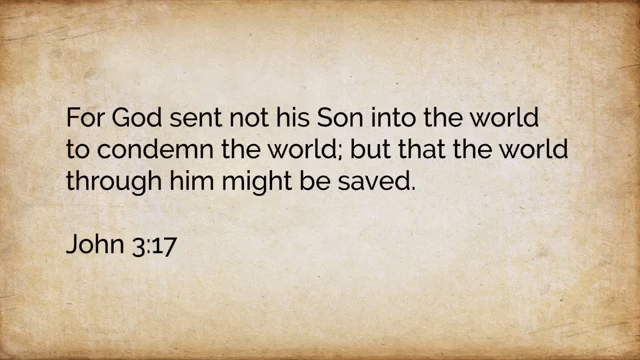 For God sent not his Son into the world
to condemn the world; but that the world
through him might be saved.
John 3:17